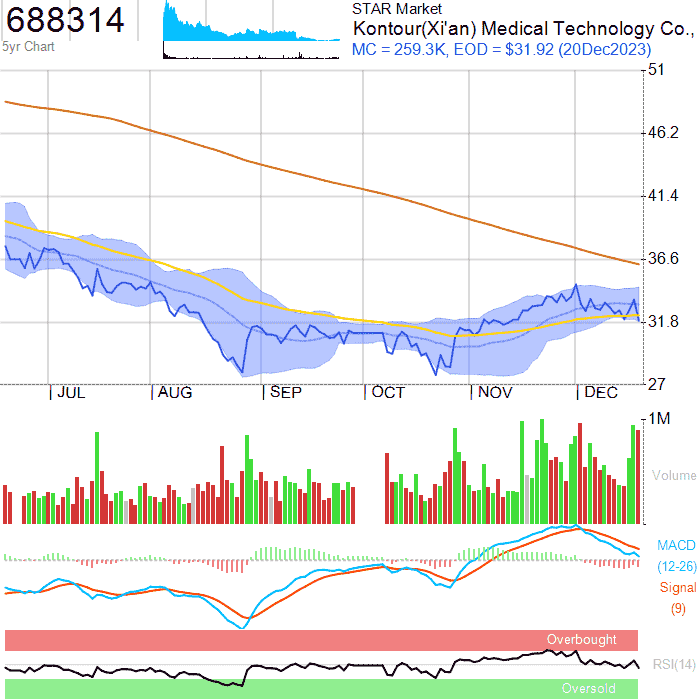 688314
5yr Chart
STAR Market
Kontour(Xi'an) Medical Technology Co.,
MC = 259.3K, EOD = $31.92 (20Dec2023)
51
46.2
41.4
36.6
31.8
27
JUL
AUG
SEP
OCT
NOV
DEC
1M
Volume
MACD
(12-26)
Signal
(9)
Overbought
RSI(14)
Oversold